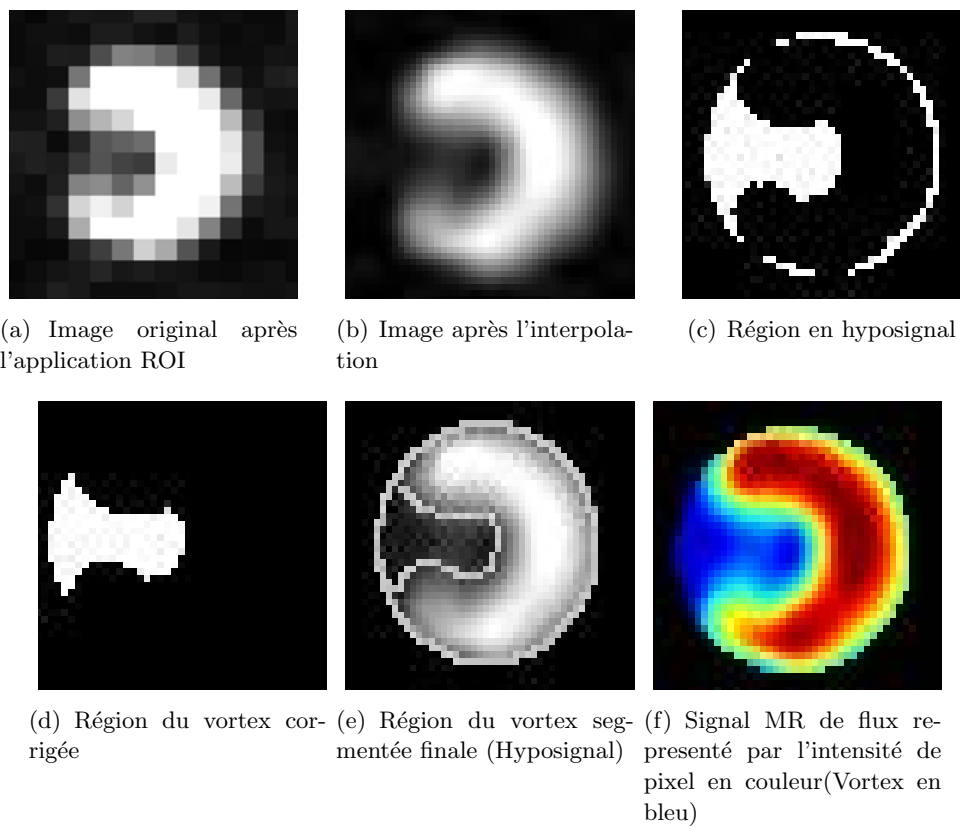 (a) Image original après
l'application ROI
(b) Image après l'interpola-
tion
(c) Région en hyposignal
(d) Région du vortex cor-
rigée
(e) Région du vortex seg-
mentée finale (Hyposignal)
(f) Signal MR de flux re-
presenté par l'intensité de
pixel en couleur(Vortex en
bleu)